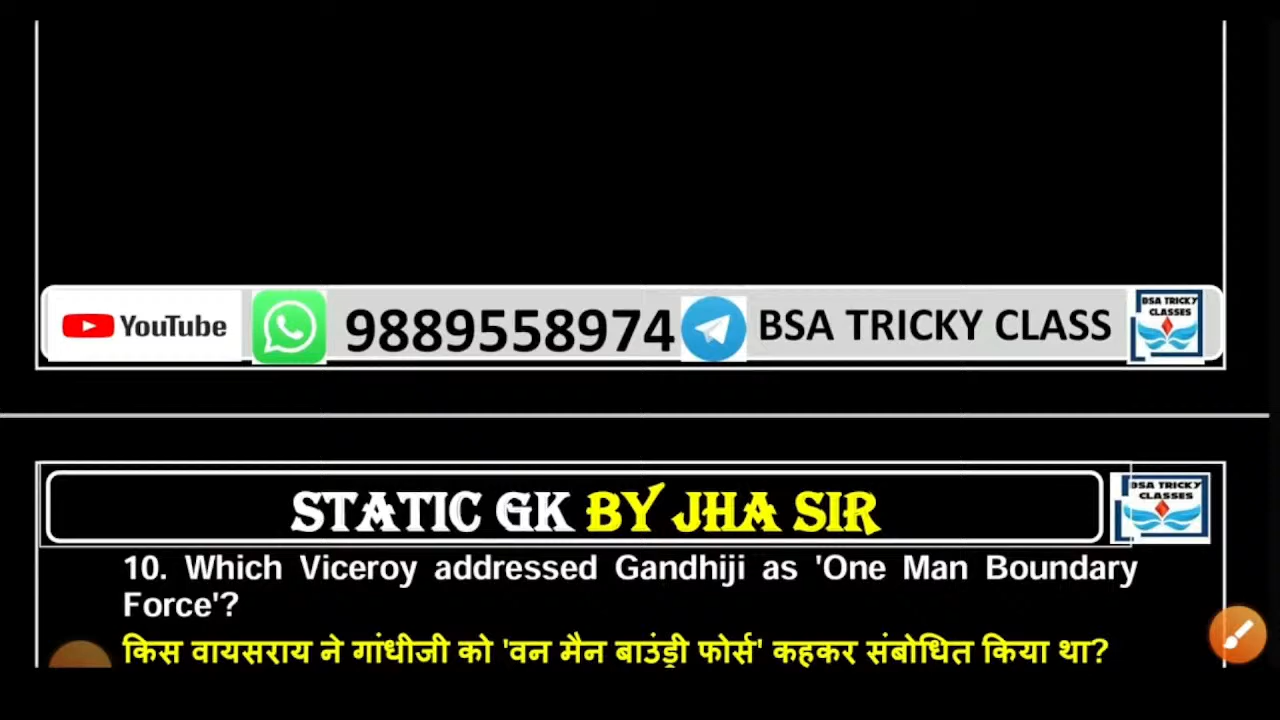 YouTube 9889558974 BSA TRICKY CLASS BSA TRICKY
CLASSES
STATIC GK BY JHA SIR
BSA TRICKY
CLASSES
10. Which Viceroy addressed Gandhiji as 'One Man Boundary
Force'?
किस वायसराय ने गांधीजी को 'वन मैन बाउंड्री फोर्स' कहकर संबोधित किया था?